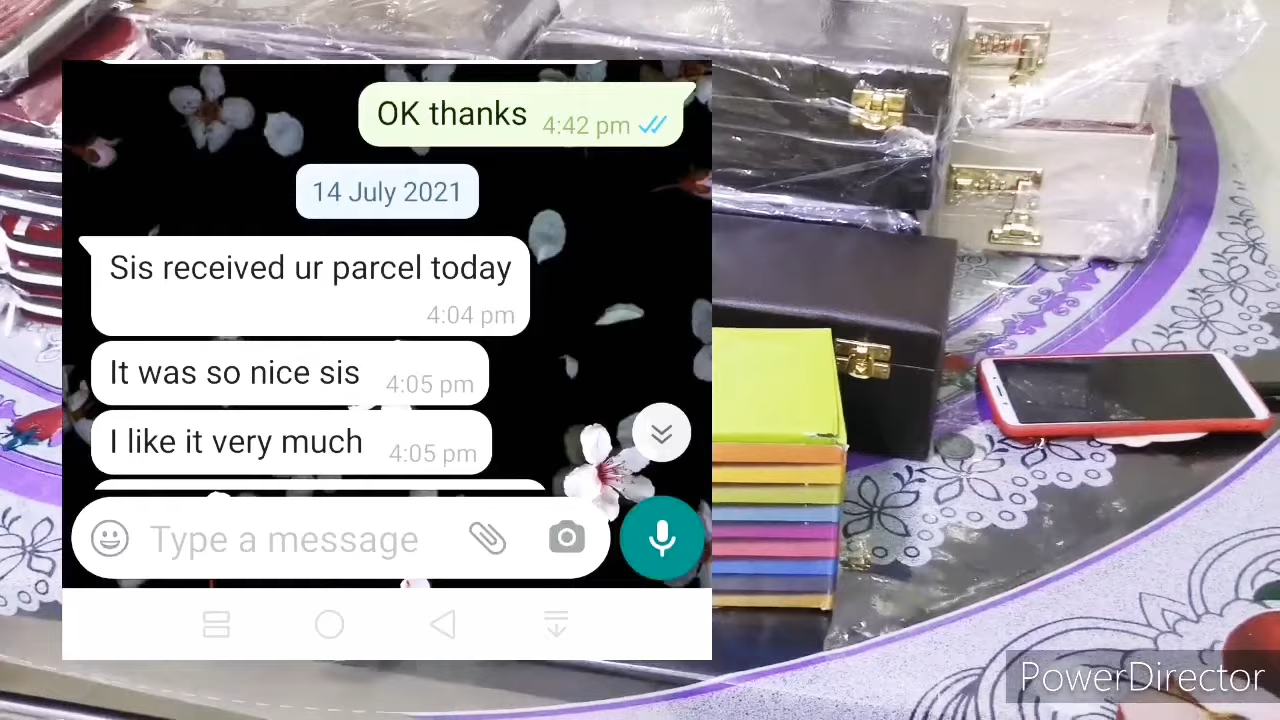 OK thanks 4:42 pm
14 July 2021
Sis received ur parcel today
4:04 pm
It was so nice sis 4:05 pm
I like it very much 4:05 pm
Type a message
PowerDirector